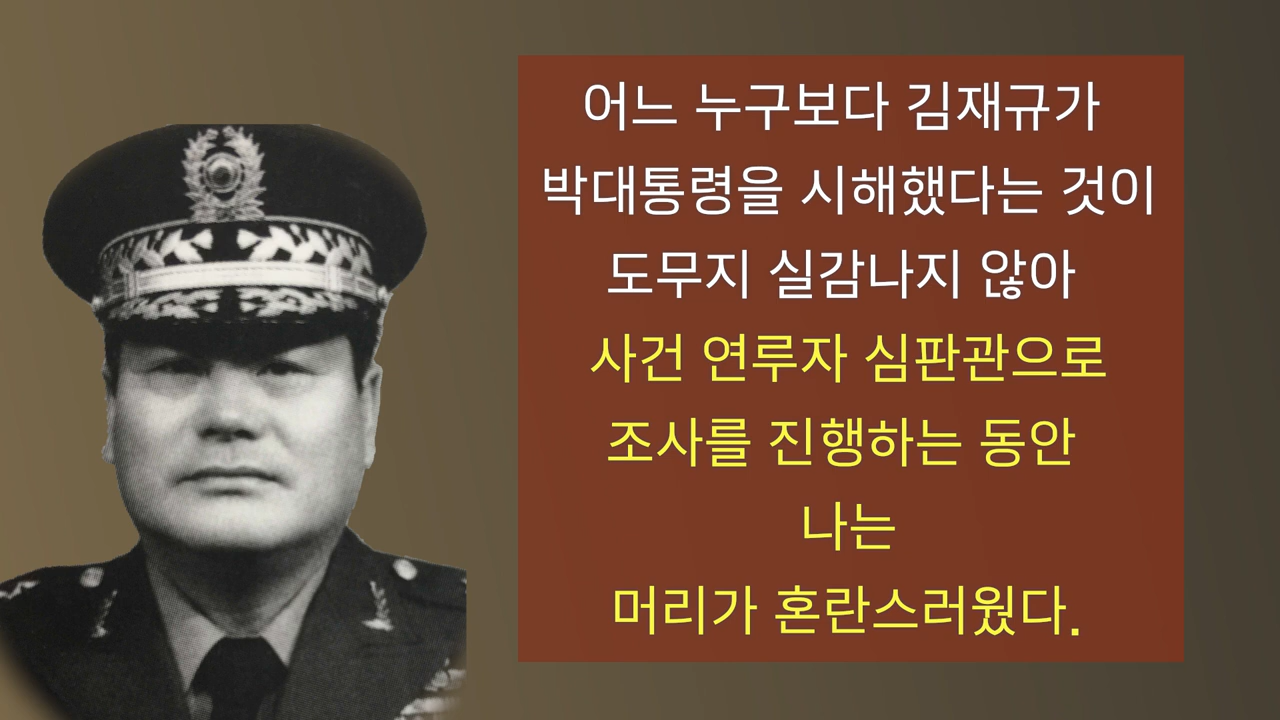 어느 누구보다 김재규가
박대통령을 시해했다는 것이
도무지 실감나지 않아
사건 연루자 심판관으로
조사를 진행하는 동안
나는
머리가 혼란스러웠다.